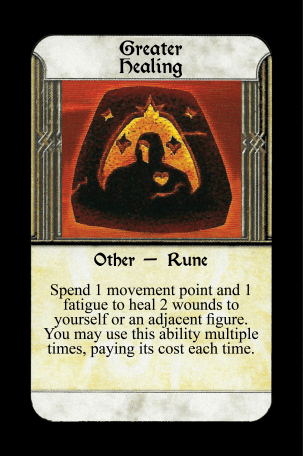 Greater
Healing
Other — Rune
Spend 1 movement point and 1
fatigue to heal 2 wounds to
yourself or an adjacent figure.
You may use this ability multiple
times, paying its cost each time.